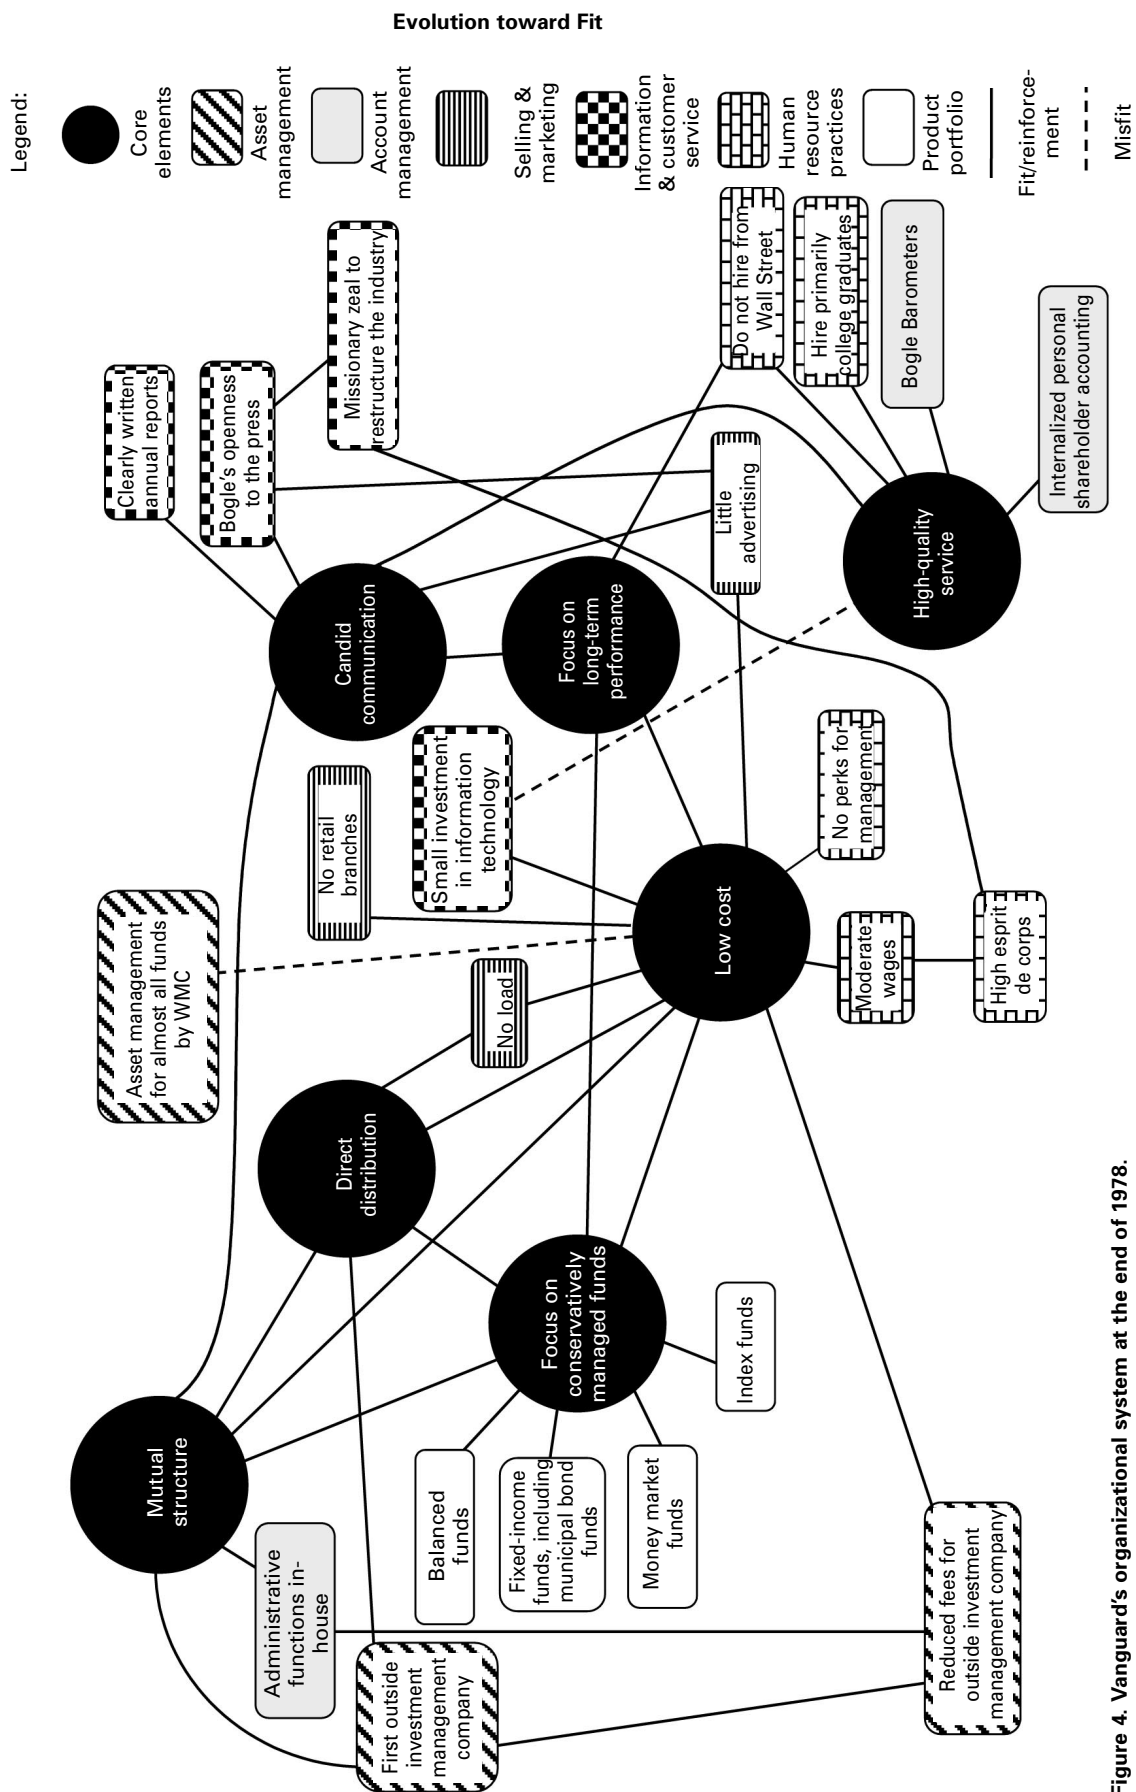 Evolution toward Fit
Legend:
Core
elements
Asset
management
Account
management
Selling &
marketing
Information
& customer
service
Human
resource
practices
Product
portfolio
Fit/reinforce-
ment
Misfit
Clearly written
annual reports
Bogle's openness
to the press
Missionary zeal to
restructure the industry
Do not hire from
Wall Street
Hire primarily
college graduates
Bogle Barometers
Internalized personal
shareholder accounting
Little
advertising
Candid
communication
Focus on
long-term
performance
High-quality
service
Asset management
for almost all funds
by WMC
No retail
branches
Small investment
in information
technology
No perks for
management
No load
Low cost
Moderate
wages
High esprit
de corps
Direct
distribution
Mutual
structure
Focus on
conservatively
managed funds
Index funds
Administrative
functions in-
house
Balanced
funds
Fixed-income
funds, including
municipal bond
funds
Money market
funds
First outside
investment
management
company
Reduced fees for
outside investment
management company
Figure 4. Vanguard's organizational system at the end of 1978.